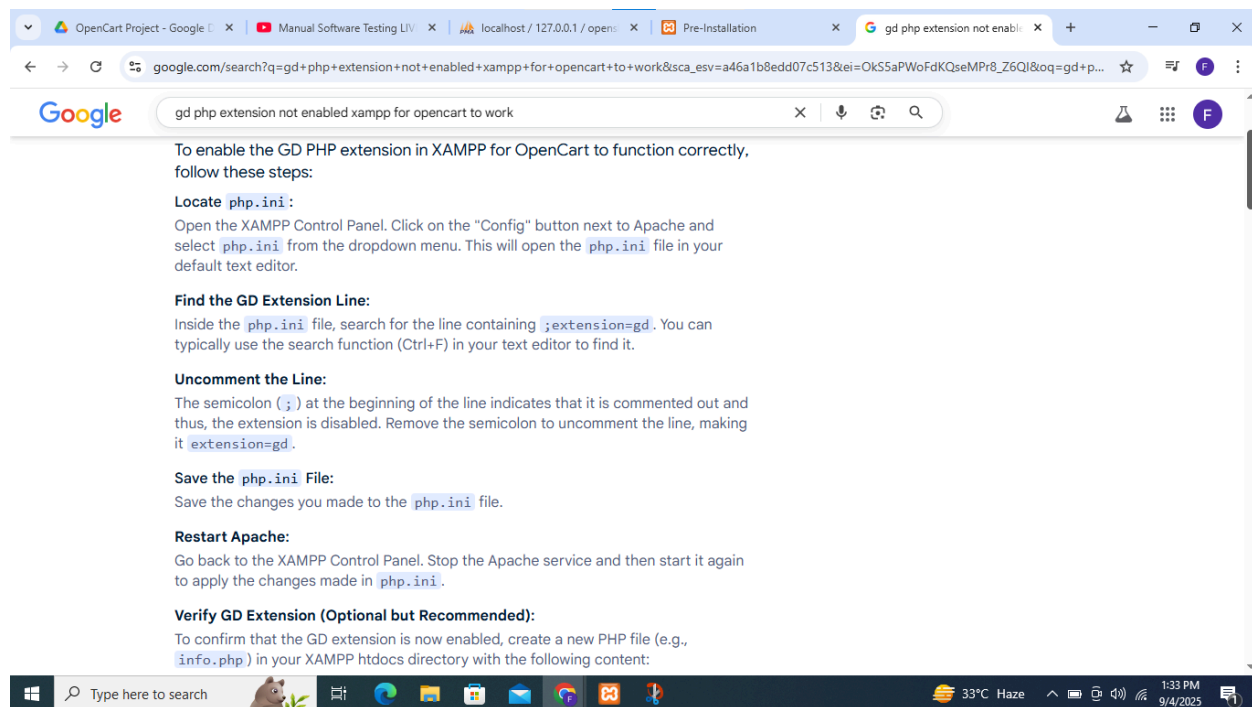 OpenCart Project - Google D
Manual Software Testing LIV
localhost / 127.0.0.1 / opens
Pre-Installation
gd php extension not enable
google.com/search?q=gd+php+extension+not+enabled+xampp+for+opencart+to+work&sca_esv=a46a1b8edd07c513&ei=OkS5aPWoFdKQseMPr8_Z6QI&oq=gd+p...
F
Google
gd php extension not enabled xampp for opencart to work
F
To enable the GD PHP extension in XAMPP for OpenCart to function correctly,
follow these steps:
Locate php.ini:
Open the XAMPP Control Panel. Click on the "Config" button next to Apache and
select php.ini from the dropdown menu. This will open the php.ini file in your
default text editor.
Find the GD Extension Line:
Inside the php.ini file, search for the line containing ;extension=gd. You can
typically use the search function (Ctrl+F) in your text editor to find it.
Uncomment the Line:
The semicolon (;) at the beginning of the line indicates that it is commented out and
thus, the extension is disabled. Remove the semicolon to uncomment the line, making
it extension=gd.
Save the php.ini File:
Save the changes you made to the php.ini file.
Restart Apache:
Go back to the XAMPP Control Panel. Stop the Apache service and then start it again
to apply the changes made in php.ini.
Verify GD Extension (Optional but Recommended):
To confirm that the GD extension is now enabled, create a new PHP file (e.g.,
info.php) in your XAMPP htdocs directory with the following content:
Type here to search
33°C Haze
1:33 PM
9/4/2025
1